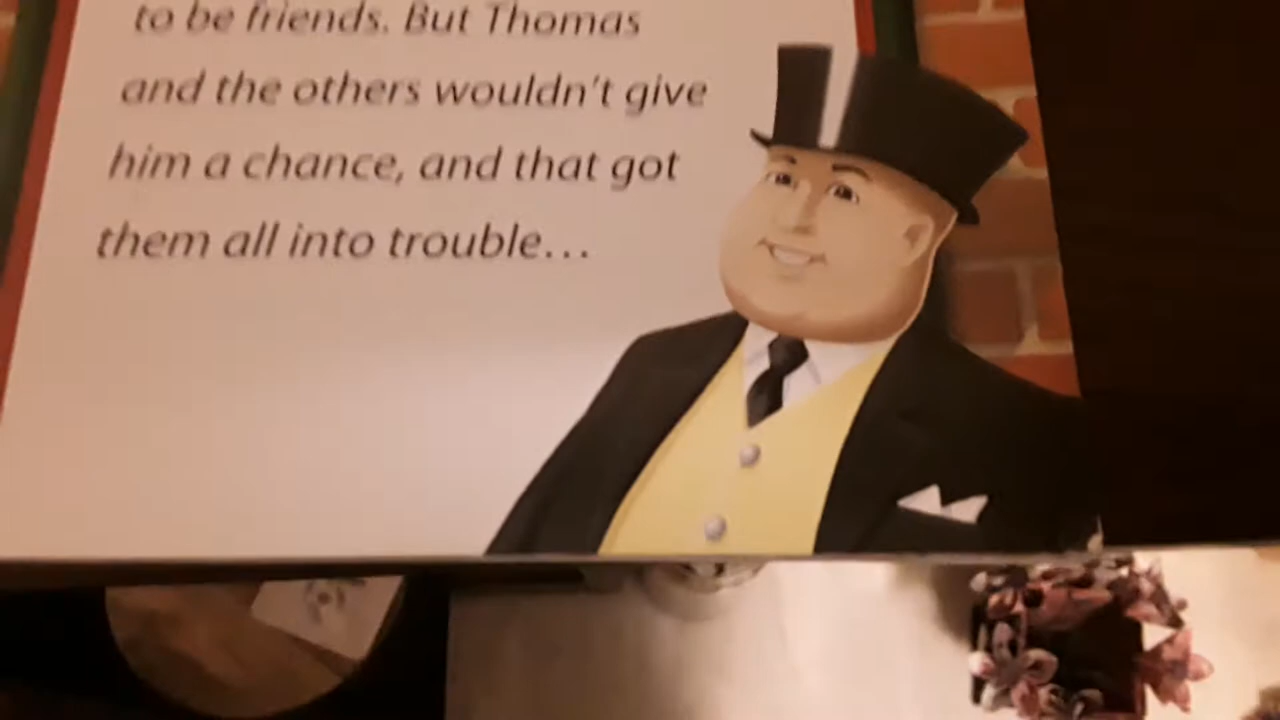 to be friends. But Thomas
and the others wouldn't give
him a chance, and that got
them all into trouble...